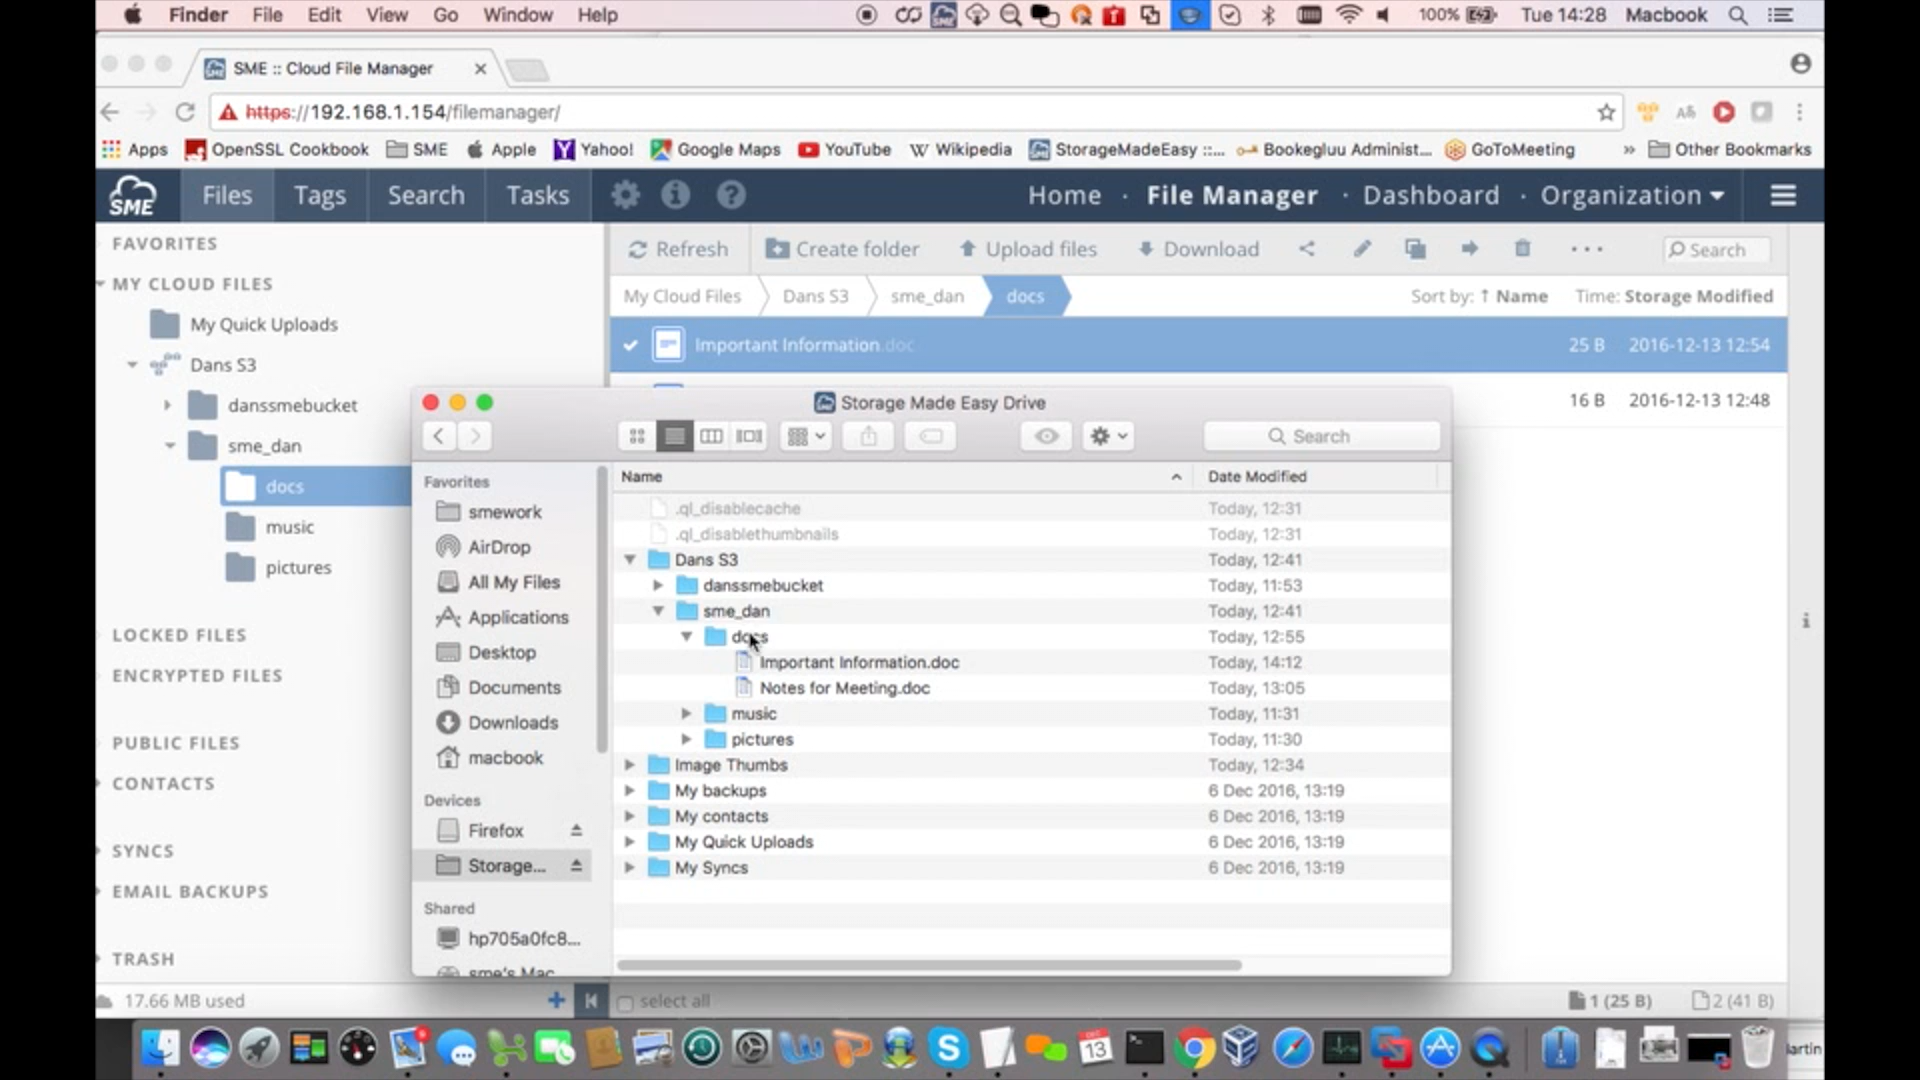 Finder File Edit View Go Window Help 100% Tue 14:28 Macbook
SME :: Cloud File Manager
https://192.168.1.154/filemanager/
Apps OpenSSL Cookbook SME Apple Yahoo! Google Maps YouTube Wikipedia StorageMadeEasy ::... Bookegluu Administ... GoToMeeting » Other Bookmarks
SME Files Tags Search Tasks Home · File Manager · Dashboard · Organization
FAVORITES
MY CLOUD FILES
My Quick Uploads
Dans S3
danssmebucket
sme_dan
docs
music
pictures
LOCKED FILES
ENCRYPTED FILES
PUBLIC FILES
CONTACTS
SYNCS
EMAIL BACKUPS
TRASH
17.66 MB used
Refresh Create folder Upload files Download ... Search
My Cloud Files Dans S3 sme_dan docs Sort by: ↑ Name Time: Storage Modified
Important Information.doc 25 B 2016-12-13 12:54
16 B 2016-12-13 12:48
Storage Made Easy Drive
Search
Favorites
smework
AirDrop
All My Files
Applications
Desktop
Documents
Downloads
macbook
Devices
Firefox
Storage...
Shared
hp705a0fc8...
sme's Mac
Name Date Modified
.ql_disablecache Today, 12:31
.ql_disablethumbnails Today, 12:31
Dans S3 Today, 12:41
danssmebucket Today, 11:53
sme_dan Today, 12:41
docs Today, 12:55
Important Information.doc Today, 14:12
Notes for Meeting.doc Today, 13:05
music Today, 11:31
pictures Today, 11:30
Image Thumbs Today, 12:34
My backups 6 Dec 2016, 13:19
My contacts 6 Dec 2016, 13:19
My Quick Uploads 6 Dec 2016, 13:19
My Syncs 6 Dec 2016, 13:19
select all 1 (25 B) 2 (41 B)
13